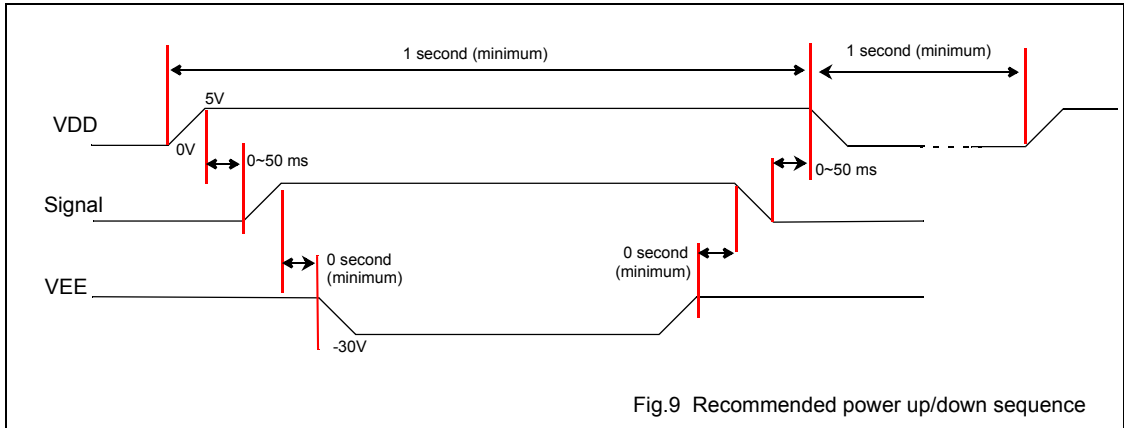 1 second (minimum)
1 second (minimum)
5V
VDD
0V
0~50 ms
0~50 ms
Signal
0 second
(minimum)
0 second
(minimum)
VEE
-30V
Fig.9 Recommended power up/down sequence